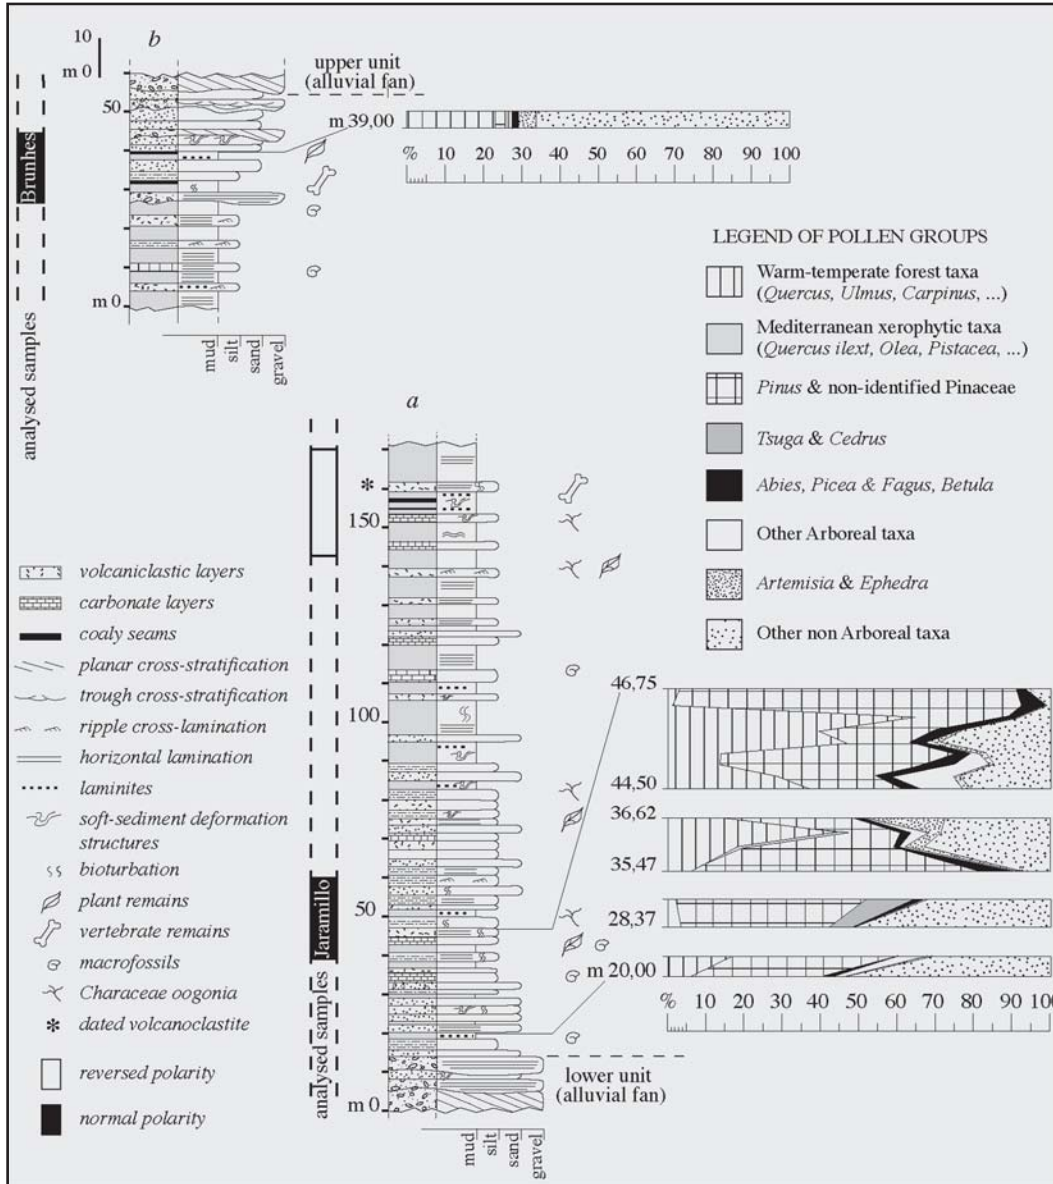 10
m 0
b
50
m 0
Brunhes
analysed samples
mud
silt
sand
gravel
upper unit
(alluvial fan)
m 39,00
% 10 20 30 40 50 60 70 80 90 100
LEGEND OF POLLEN GROUPS
Warm-temperate forest taxa
(Quercus, Ulmus, Carpinus, ...)
Mediterranean xerophytic taxa
(Quercus ilext, Olea, Pistacea, ...)
Pinus & non-identified Pinaceae
Tsuga & Cedrus
Abies, Picea & Fagus, Betula
Other Arboreal taxa
Artemisia & Ephedra
Other non Arboreal taxa
a
*
150
100
50
m 0
Jaramillo
analysed samples
mud
silt
sand
gravel
lower unit
(alluvial fan)
46,75
44,50
36,62
35,47
28,37
m 20,00
% 10 20 30 40 50 60 70 80 90 100
volcaniclastic layers
carbonate layers
coaly seams
planar cross-stratification
trough cross-stratification
ripple cross-lamination
horizontal lamination
laminites
soft-sediment deformation
structures
bioturbation
plant remains
vertebrate remains
macrofossils
Characeae oogonia
* dated volcanoclastite
reversed polarity
normal polarity